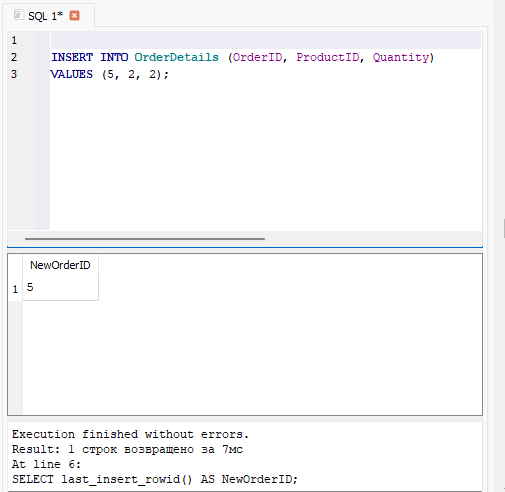 SQL 1*
1
2 INSERT INTO OrderDetails (OrderID, ProductID, Quantity)
3 VALUES (5, 2, 2);
NewOrderID
1 5
Execution finished without errors.
Result: 1 строк возвращено за 7мс
At line 6:
SELECT last_insert_rowid() AS NewOrderID;